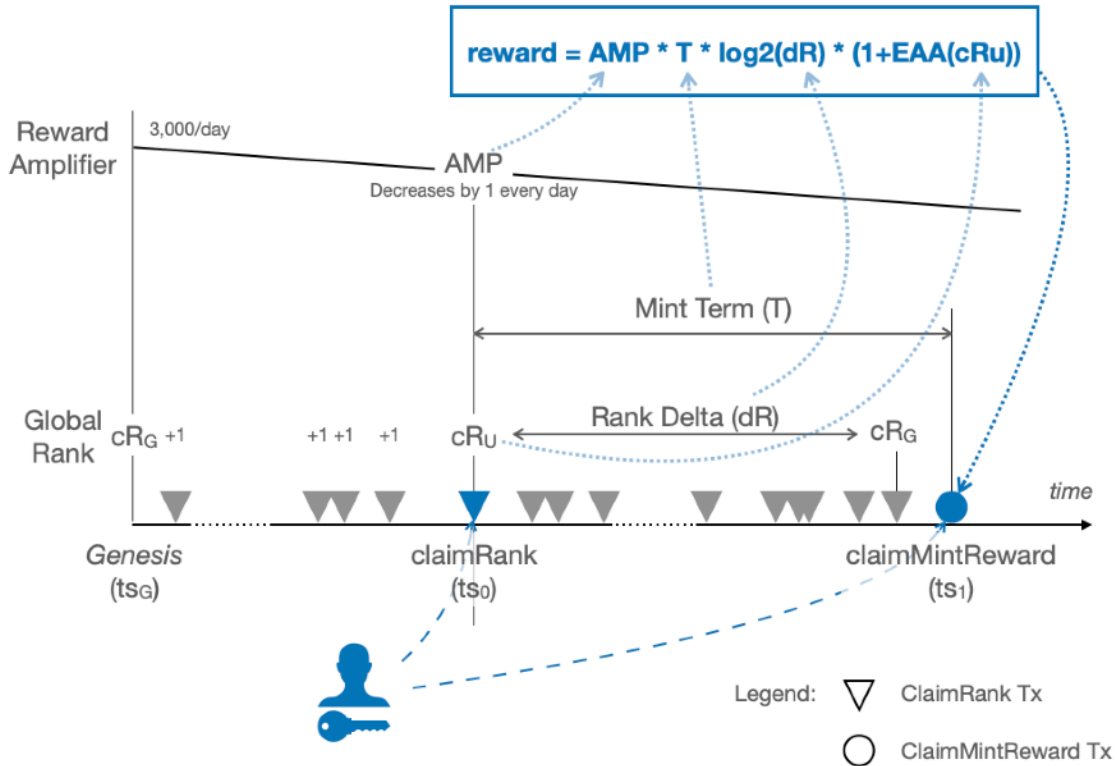 reward = AMP * T * log2(dR) * (1+EAA(cRu))
Reward
Amplifier
3,000/day
AMP
Decreases by 1 every day
Mint Term (T)
Global
Rank
cRG +1
+1 +1 +1
cRU
Rank Delta (dR)
cRG
time
Genesis
(tsG)
claimRank
(ts0)
claimMintReward
(ts1)
Legend:
ClaimRank Tx
ClaimMintReward Tx